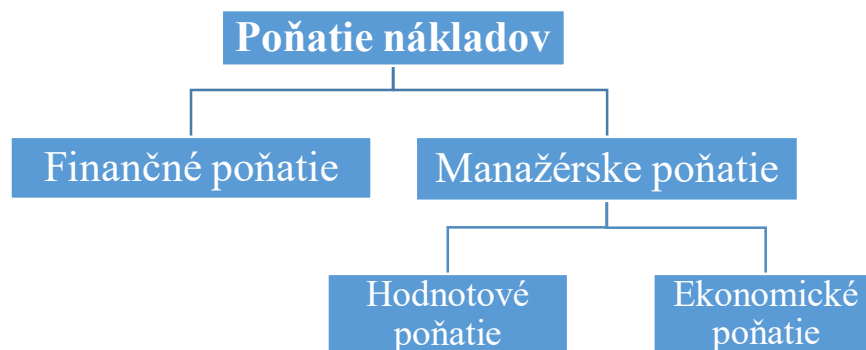 Poňatie nákladov
Finančné poňatie
Manažérske poňatie
Hodnotové
poňatie
Ekonomické
poňatie